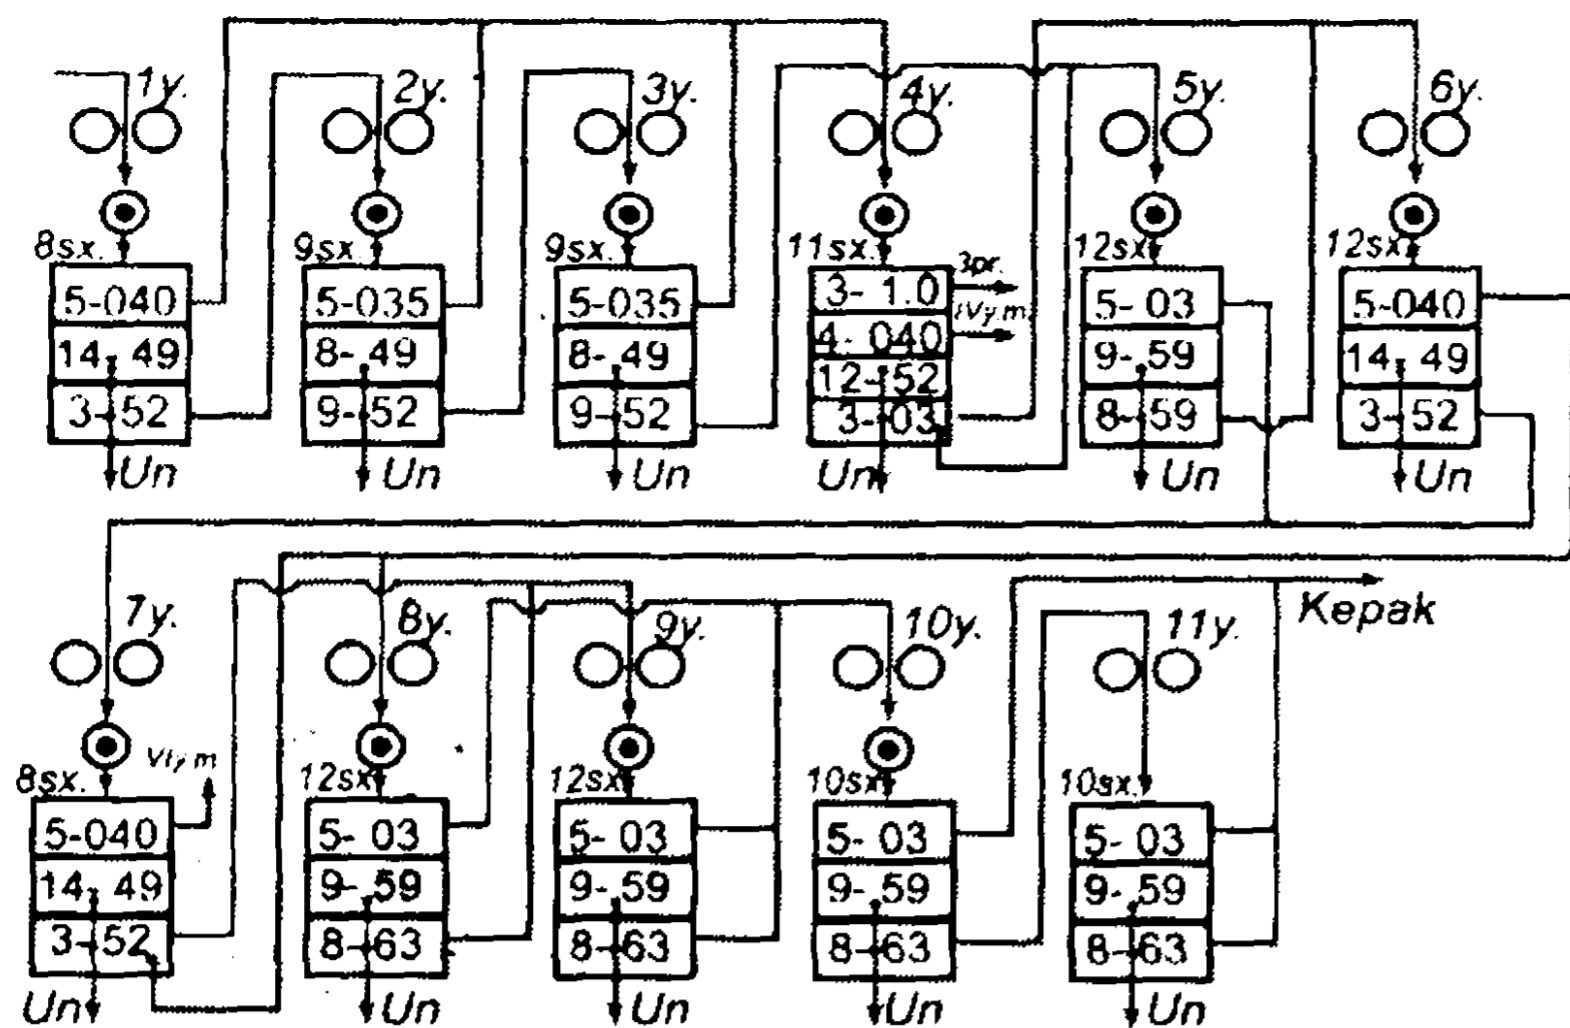 1y. 2y. 3y. 4y. 5y. 6y.
8sx. 9sx. 9sx. 11sx. 12sx 12sx
5-040 5-035 5-035 3- 1.0 3pr. 5- 03 5-040
14- 49 8- 49 8- 49 4- 040 IVy.m 9- 59 14 49
3- 52 9- 52 9- 52 12- 52 8- 59 3- 52
3- 03
Un Un Un Un Un Un
7y. 8y. 9y. 10y. 11y. Kepak
8sx. VIy.m 12sx 12sx 10sx 10sx.
5-040 5- 03 5- 03 5- 03 5- 03
14- 49 9- 59 9- 59 9- 59 9- 59
3- 52 8- 63 8- 63 8- 63 8- 63
Un Un Un Un Un